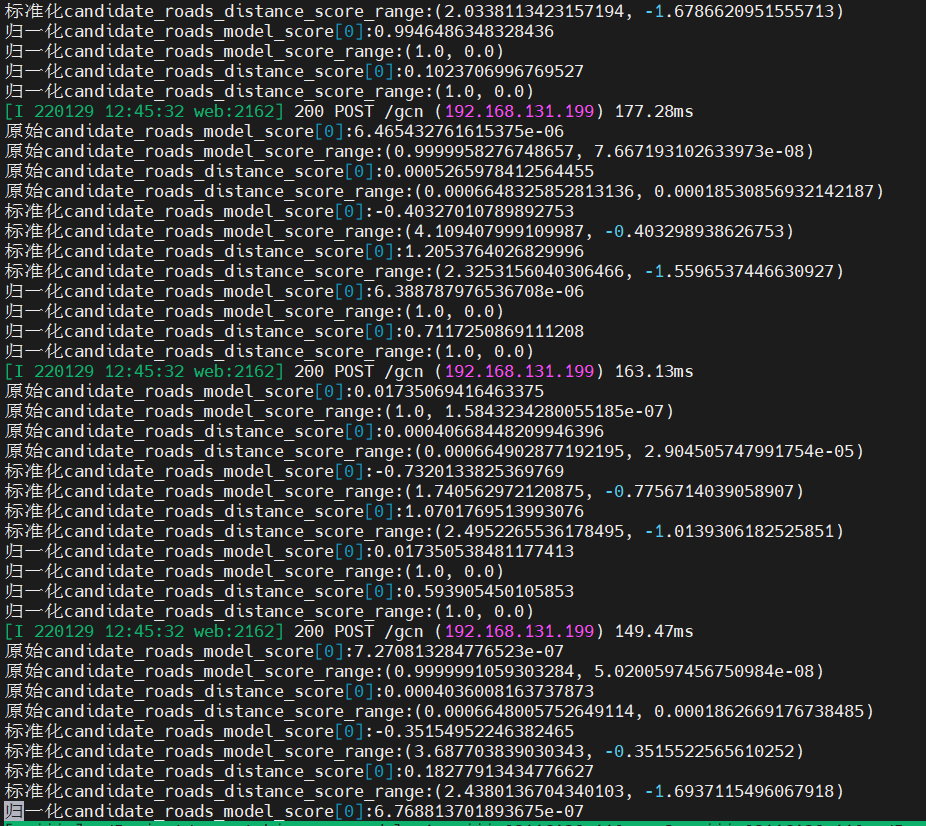 标准化candidate_roads_distance_score_range:(2.0338113423157194, -1.6786620951555713)
归一化candidate_roads_model_score[0]:0.9946486348328436
归一化candidate_roads_model_score_range:(1.0, 0.0)
归一化candidate_roads_distance_score[0]:0.1023706996769527
归一化candidate_roads_distance_score_range:(1.0, 0.0)
[I 220129 12:45:32 web:2162] 200 POST /gcn (192.168.131.199) 177.28ms
原始candidate_roads_model_score[0]:6.465432761615375e-06
原始candidate_roads_model_score_range:(0.9999958276748657, 7.667193102633973e-08)
原始candidate_roads_distance_score[0]:0.0005265978412564455
原始candidate_roads_distance_score_range:(0.0006648332585281​3136, 0.00018530856932142187)
标准化candidate_roads_model_score[0]:-0.40327010789892753
标准化candidate_roads_model_score_range:(4.109407999109987, -0.403298938626753)
标准化candidate_roads_distance_score[0]:1.2053764026829996
标准化candidate_roads_distance_score_range:(2.3253156040306466, -1.5596537446630927)
归一化candidate_roads_model_score[0]:6.388787976536708e-06
归一化candidate_roads_model_score_range:(1.0, 0.0)
归一化candidate_roads_distance_score[0]:0.7117250869111208
归一化candidate_roads_distance_score_range:(1.0, 0.0)
[I 220129 12:45:32 web:2162] 200 POST /gcn (192.168.131.199) 163.13ms
原始candidate_roads_model_score[0]:0.01735069416463375
原始candidate_roads_model_score_range:(1.0, 1.5843234280055185e-07)
原始candidate_roads_distance_score[0]:0.00040668448209946396
原始candidate_roads_distance_score_range:(0.000664902877192195, 2.904505747991754e-05)
标准化candidate_roads_model_score[0]:-0.7320133825369769
标准化candidate_roads_model_score_range:(1.740562972120875, -0.7756714039058907)
标准化candidate_roads_distance_score[0]:1.0701769513993076
标准化candidate_roads_distance_score_range:(2.4952265536178495, -1.0139306182525851)
归一化candidate_roads_model_score[0]:0.017350538481177413
归一化candidate_roads_model_score_range:(1.0, 0.0)
归一化candidate_roads_distance_score[0]:0.593905450105853
归一化candidate_roads_distance_score_range:(1.0, 0.0)
[I 220129 12:45:32 web:2162] 200 POST /gcn (192.168.131.199) 149.47ms
原始candidate_roads_model_score[0]:7.270813284776523e-07
原始candidate_roads_model_score_range:(0.9999991059303284, 5.0200597456750984e-08)
原始candidate_roads_distance_score[0]:0.0004036008163737873
原始candidate_roads_distance_score_range:(0.0006648005752649114, 0.0001862669176738485)
标准化candidate_roads_model_score[0]:-0.35154952246382465
标准化candidate_roads_model_score_range:(3.687703839030343, -0.3515522565610252)
标准化candidate_roads_distance_score[0]:0.18277913434776627
标准化candidate_roads_distance_score_range:(2.4380136704340103, -1.6937115496067918)
归一化candidate_roads_model_score[0]:6.768813701893675e-07